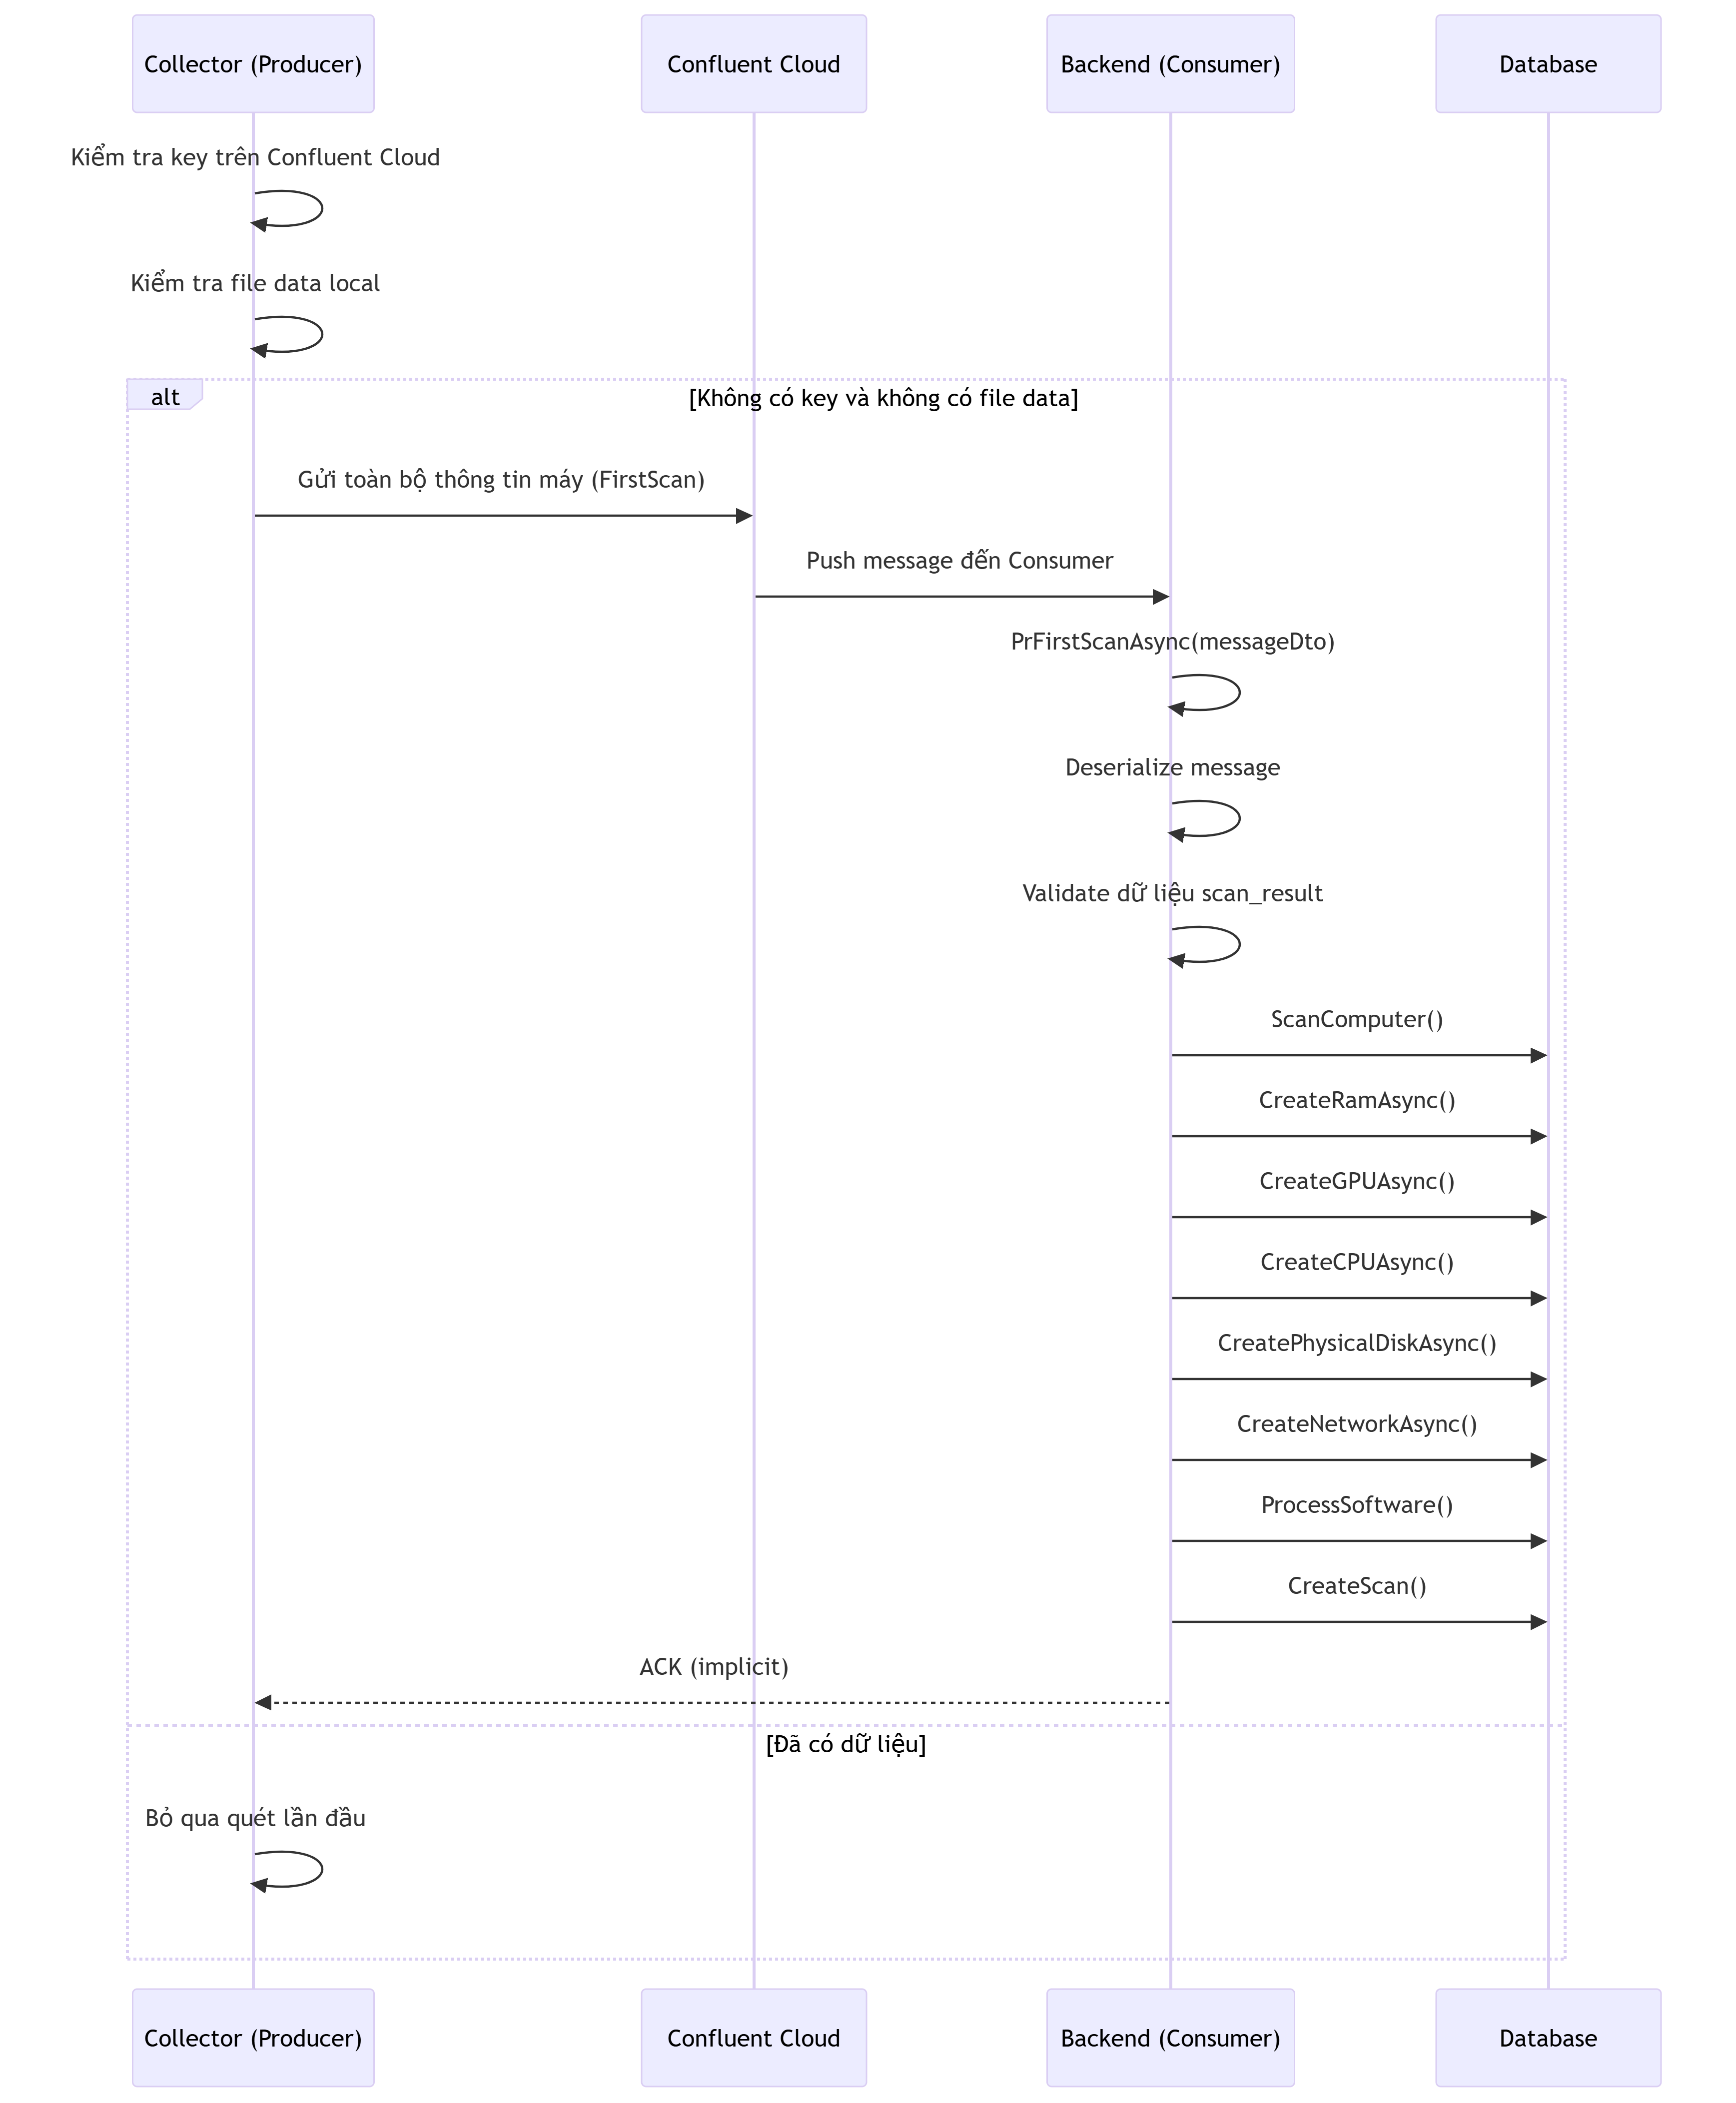 Collector (Producer)
Confluent Cloud
Backend (Consumer)
Database
Kiểm tra key trên Confluent Cloud
Kiểm tra file data local
alt
[Không có key và không có file data]
Gửi toàn bộ thông tin máy (FirstScan)
Push message đến Consumer
PrFirstScanAsync(messageDto)
Deserialize message
Validate dữ liệu scan_result
ScanComputer()
CreateRamAsync()
CreateGPUAsync()
CreateCPUAsync()
CreatePhysicalDiskAsync()
CreateNetworkAsync()
ProcessSoftware()
CreateScan()
ACK (implicit)
[Đã có dữ liệu]
Bỏ qua quét lần đầu
Collector (Producer)
Confluent Cloud
Backend (Consumer)
Database